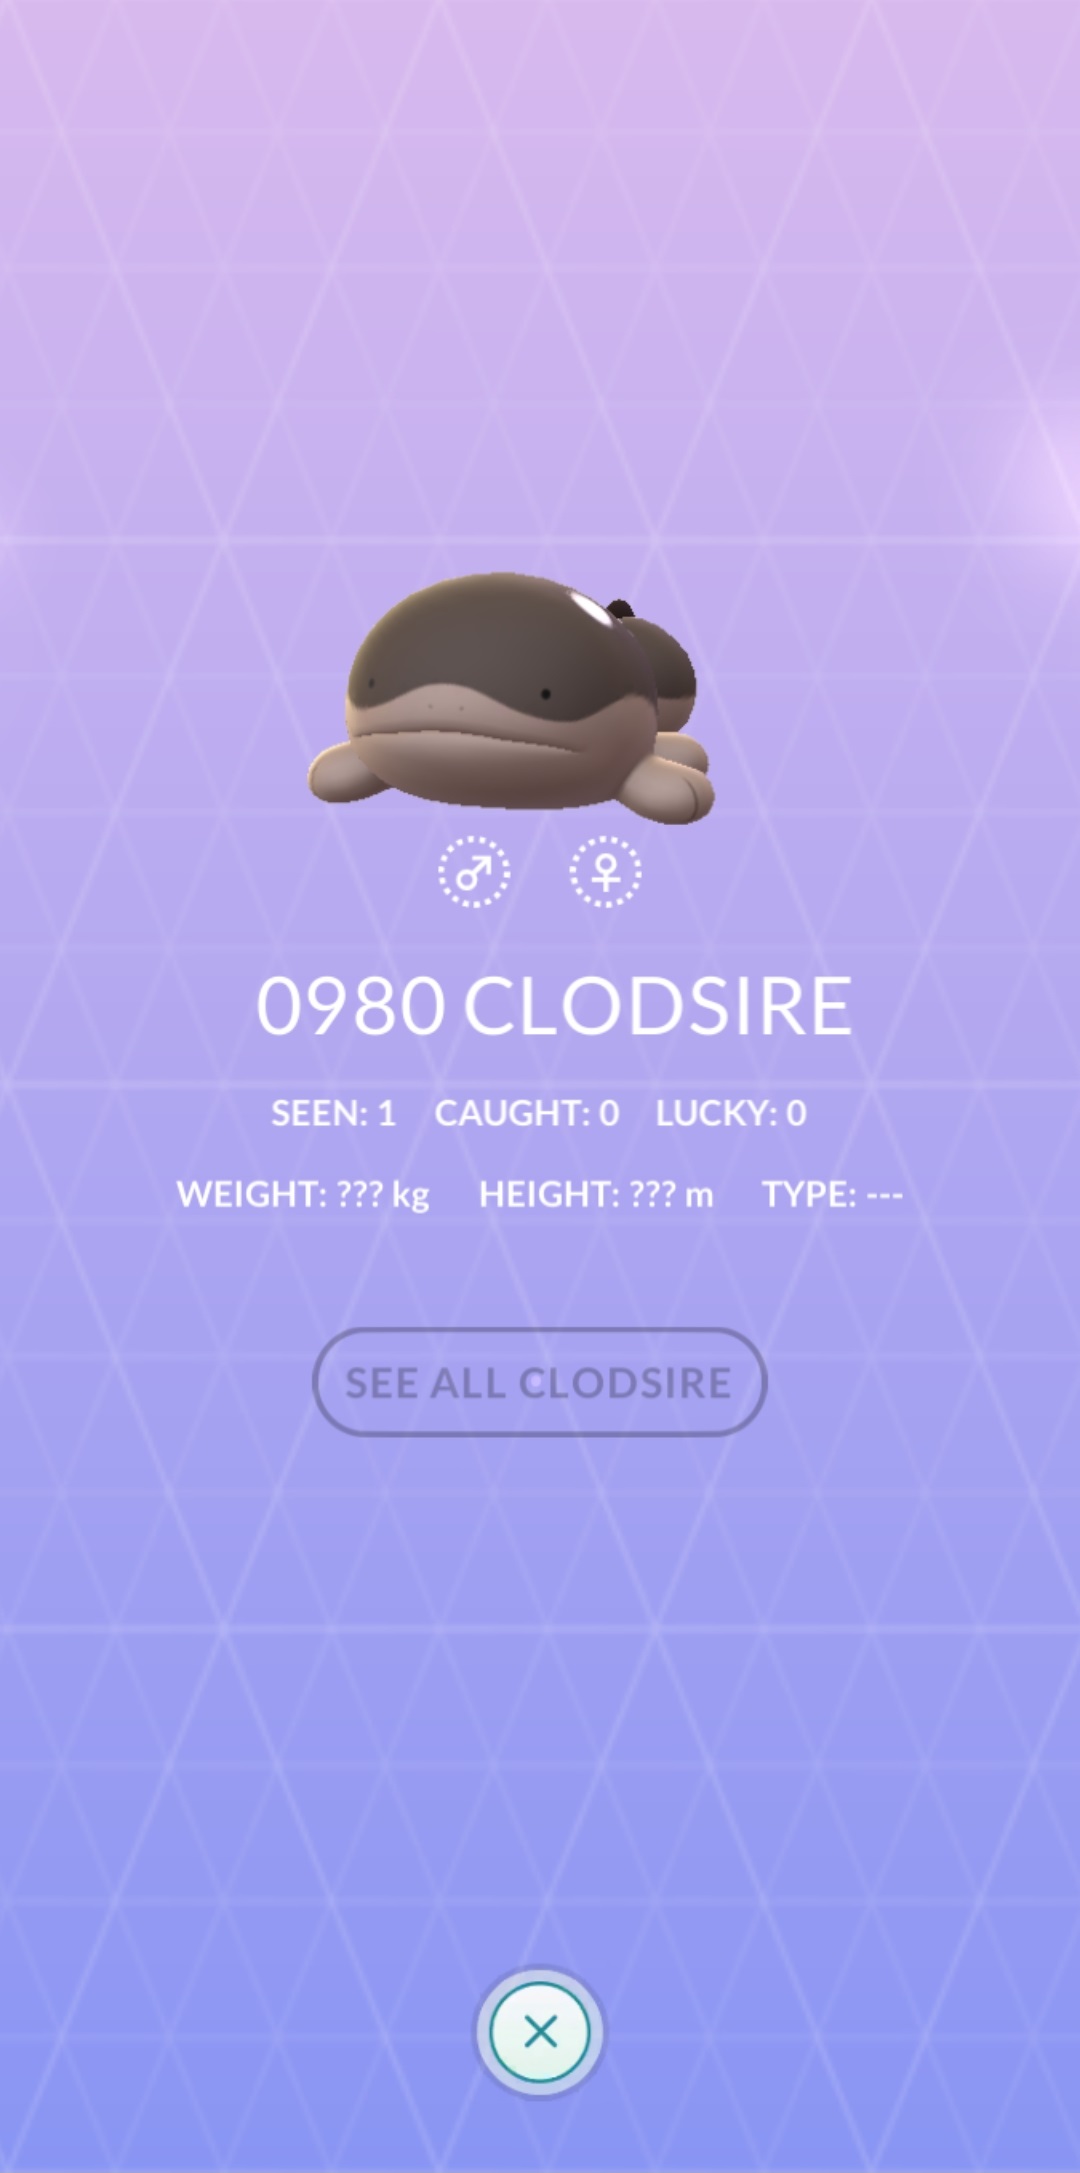 ♂ ♀
0980 CLODSIRE
SEEN: 1 CAUGHT: 0 LUCKY: 0
WEIGHT: ??? kg HEIGHT: ??? m TYPE: ---
SEE ALL CLODSIRE